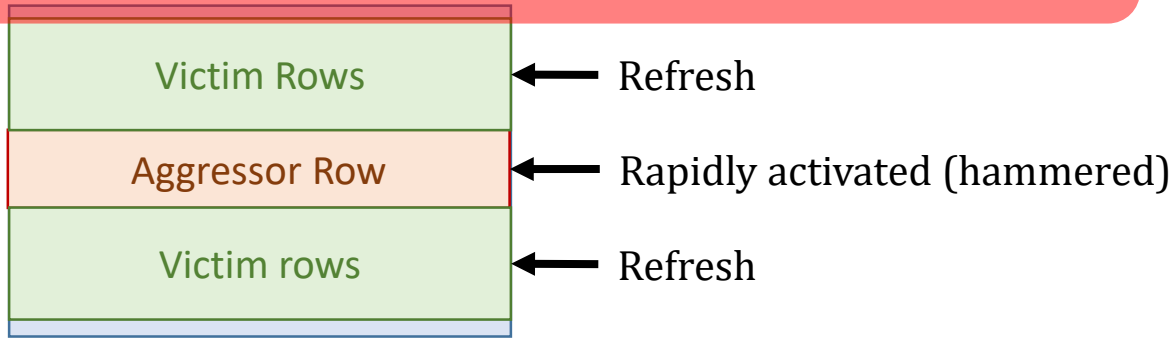 Victim Rows
Refresh
Aggressor Row
Rapidly activated (hammered)
Victim rows
Refresh